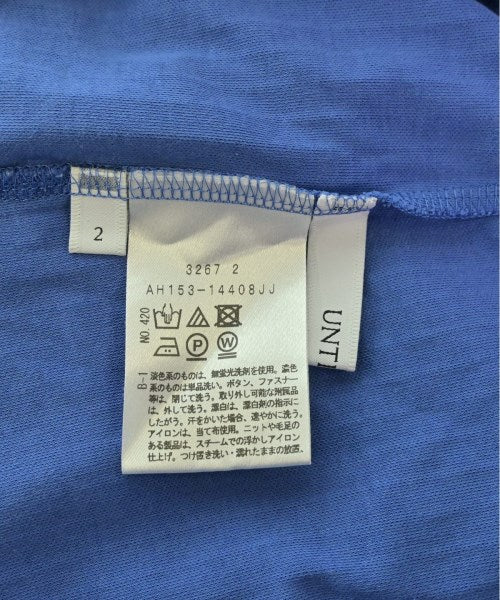 2
3267 2
AH153-14408JJ
NO.420
P
W
B-1
淡色系のものは、無蛍光洗剤を使用。濃色
系のものは単品洗い。ボタン、ファスナー
等は、閉じて洗う。取り外し可能な附属品
は、外して洗う。漂白は、漂白剤の指示に
したがう。汗をかいた場合、速やかに洗う。
アイロンは、当て布使用。ニットや毛足の
ある製品は、スチームでの浮かしアイロン
仕上げ。つけ置き洗い・濡れたままの放置、
UNTI